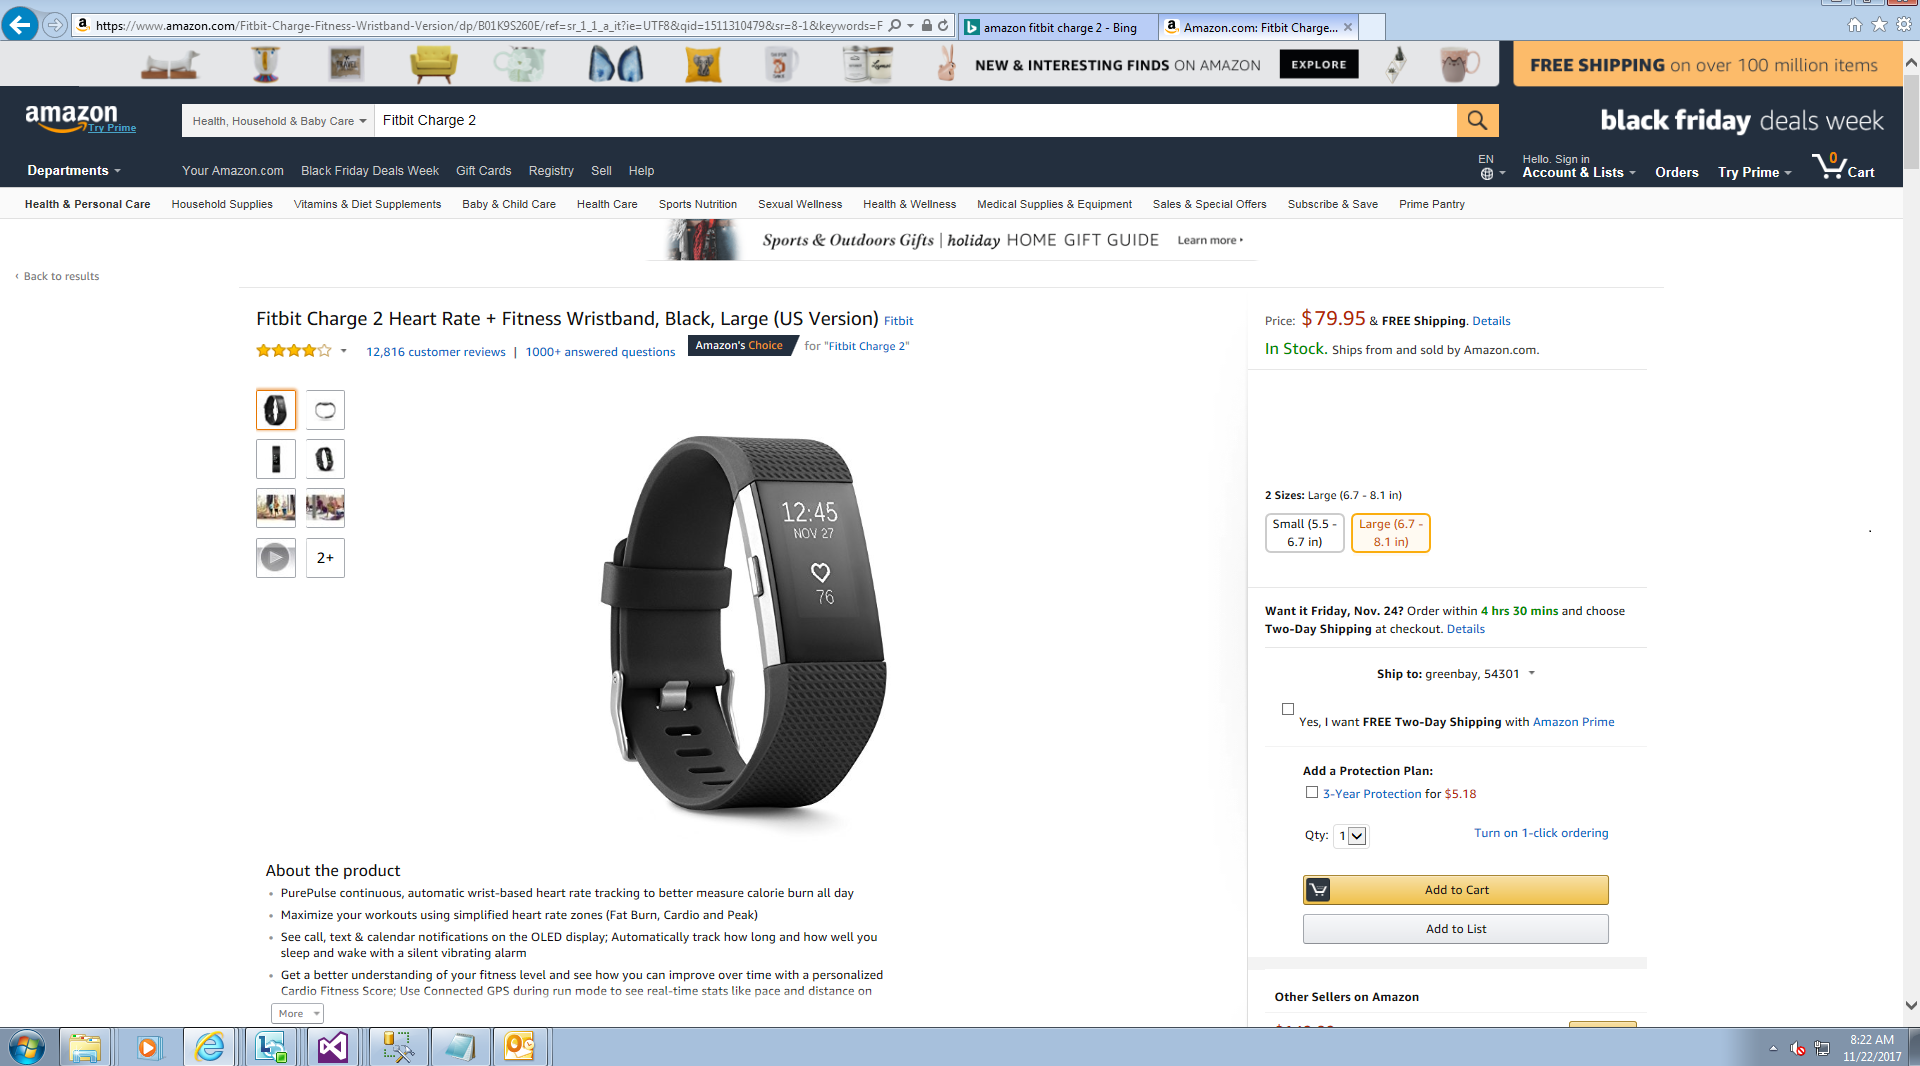 https://www.amazon.com/Fitbit-Charge-Fitness-Wristband-Version/dp/B01K9S260E/ref=sr_1_1_a_it?ie=UTF8&qid=1511310479&sr=8-1&keywords=F
amazon fitbit charge 2 - Bing
Amazon.com: Fitbit Charge...
NEW & INTERESTING FINDS ON AMAZON
EXPLORE
FREE SHIPPING on over 100 million items
amazon
Try Prime
Health, Household & Baby Care
Fitbit Charge 2
black friday deals week
Departments
Your Amazon.com
Black Friday Deals Week
Gift Cards
Registry
Sell
Help
EN
Hello. Sign in
Account & Lists
Orders
Try Prime
0
Cart
Health & Personal Care
Household Supplies
Vitamins & Diet Supplements
Baby & Child Care
Health Care
Sports Nutrition
Sexual Wellness
Health & Wellness
Medical Supplies & Equipment
Sales & Special Offers
Subscribe & Save
Prime Pantry
Sports & Outdoors Gifts | holiday HOME GIFT GUIDE Learn more ›
‹ Back to results
Fitbit Charge 2 Heart Rate + Fitness Wristband, Black, Large (US Version) Fitbit
12,816 customer reviews | 1000+ answered questions
Amazon's Choice for "Fitbit Charge 2"
2+
12:45
NOV 27
76
About the product
• PurePulse continuous, automatic wrist-based heart rate tracking to better measure calorie burn all day
• Maximize your workouts using simplified heart rate zones (Fat Burn, Cardio and Peak)
• See call, text & calendar notifications on the OLED display; Automatically track how long and how well you
sleep and wake with a silent vibrating alarm
• Get a better understanding of your fitness level and see how you can improve over time with a personalized
Cardio Fitness Score; Use Connected GPS during run mode to see real-time stats like pace and distance on
More
Price: $79.95 & FREE Shipping. Details
In Stock. Ships from and sold by Amazon.com.
2 Sizes: Large (6.7 - 8.1 in)
Small (5.5 -
6.7 in)
Large (6.7 -
8.1 in)
Want it Friday, Nov. 24? Order within 4 hrs 30 mins and choose
Two-Day Shipping at checkout. Details
Ship to: greenbay, 54301
Yes, I want FREE Two-Day Shipping with Amazon Prime
Add a Protection Plan:
3-Year Protection for $5.18
Qty: 1
Turn on 1-click ordering
Add to Cart
Add to List
Other Sellers on Amazon
8:22 AM
11/22/2017